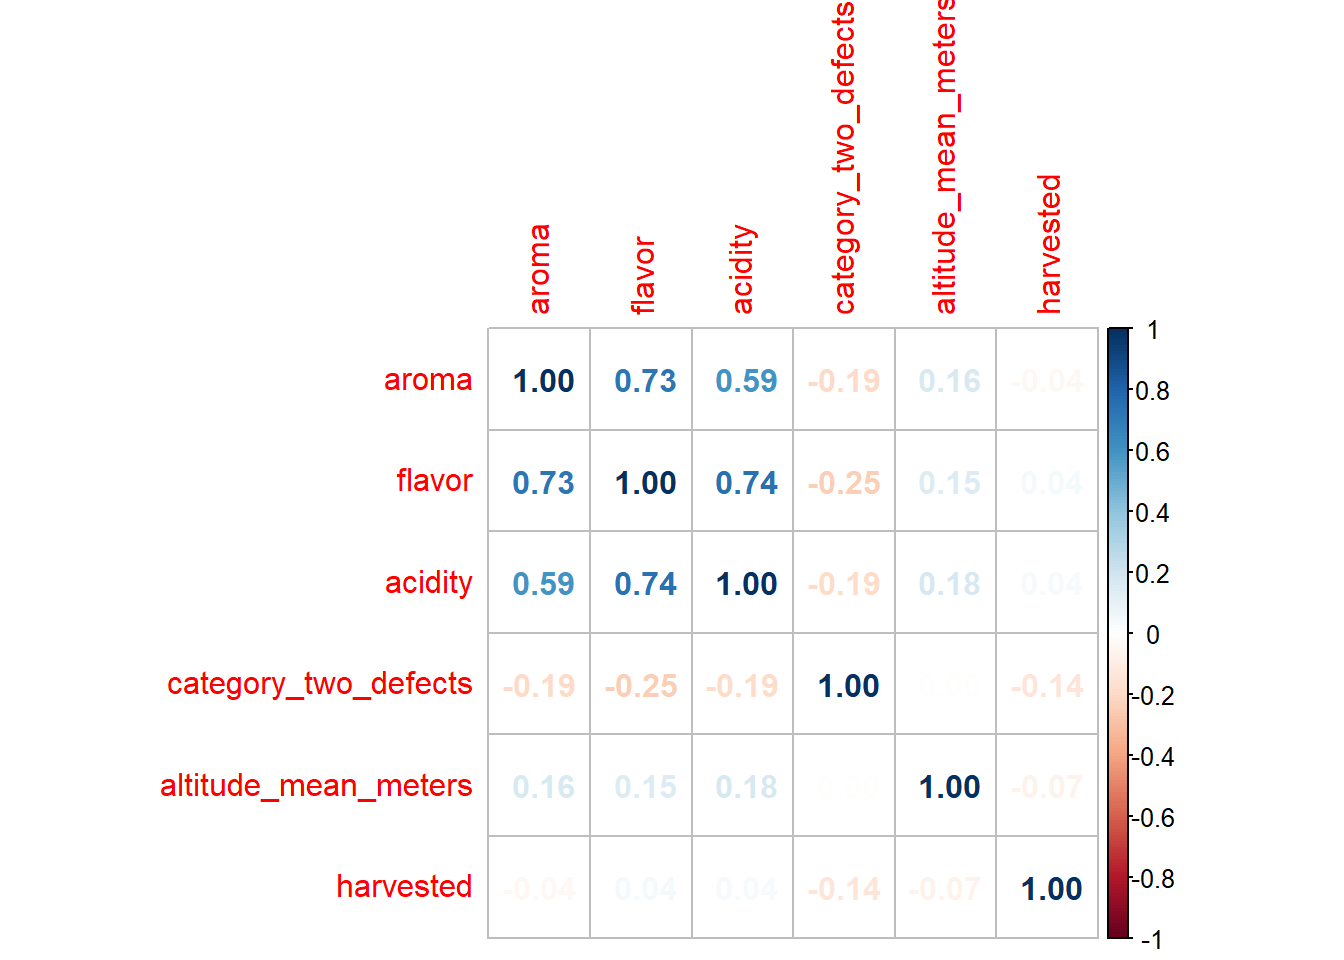 aroma flavor acidity category_two_defects altitude_mean_meters harvested
aroma 1.00 0.73 0.59 -0.19 0.16 -0.04
flavor 0.73 1.00 0.74 -0.25 0.15 0.04
acidity 0.59 0.74 1.00 -0.19 0.18 0.04
category_two_defects -0.19 -0.25 -0.19 1.00 -0.14
altitude_mean_meters 0.16 0.15 0.18 1.00 -0.07
harvested -0.04 0.04 0.04 -0.14 -0.07 1.00
1
0.8
0.6
0.4
0.2
0
-0.2
-0.4
-0.6
-0.8
-1